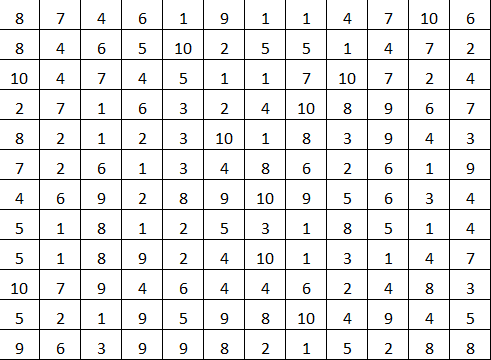 8 7 4 6 1 9 1 1 4 7 10 6
8 4 6 5 10 2 5 5 1 4 7 2
10 4 7 4 5 1 1 7 10 7 2 4
2 7 1 6 3 2 4 10 8 9 6 7
8 2 1 2 3 10 1 8 3 9 4 3
7 2 6 1 3 4 8 6 2 6 1 9
4 6 9 2 8 9 10 9 5 6 3 4
5 1 8 1 2 5 3 1 8 5 1 4
5 1 8 9 2 4 10 1 3 1 4 7
10 7 9 4 6 4 4 6 2 4 8 3
5 2 1 9 5 9 8 10 4 9 4 5
9 6 3 9 9 8 2 1 5 2 8 8